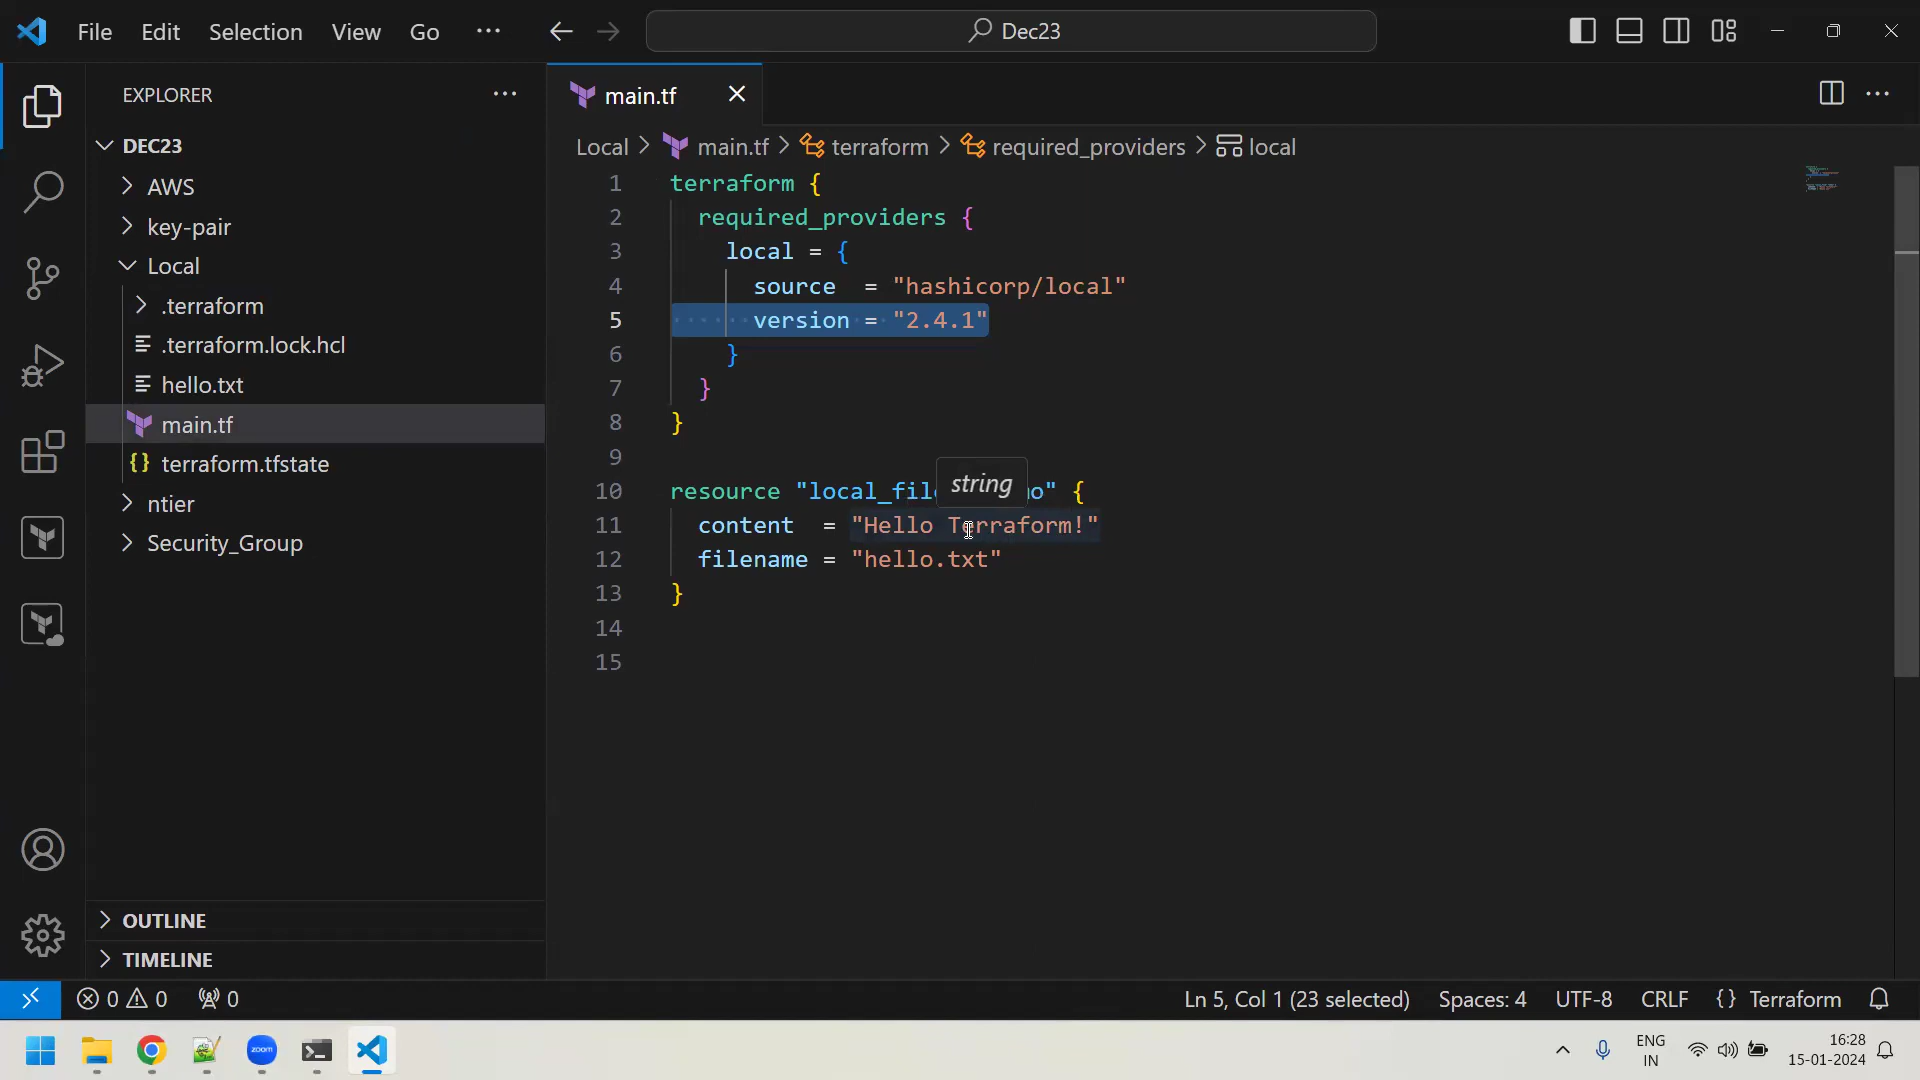 File Edit Selection View Go ··· Dec23
EXPLORER ···
DEC23
AWS
key-pair
Local
.terraform
.terraform.lock.hcl
hello.txt
main.tf
{} terraform.tfstate
ntier
Security_Group
OUTLINE
TIMELINE
main.tf
Local > main.tf > terraform > required_providers > local
1 terraform {
2 required_providers {
3 local = {
4 source = "hashicorp/local"
5 version = "2.4.1"
6 }
7 }
8 }
9
string
10 resource "local_fil o" {
11 content = "Hello Terraform!"
12 filename = "hello.txt"
13 }
14
15
0 0 0 Ln 5, Col 1 (23 selected) Spaces: 4 UTF-8 CRLF {} Terraform
zoom
ENG
IN
16:28
15-01-2024